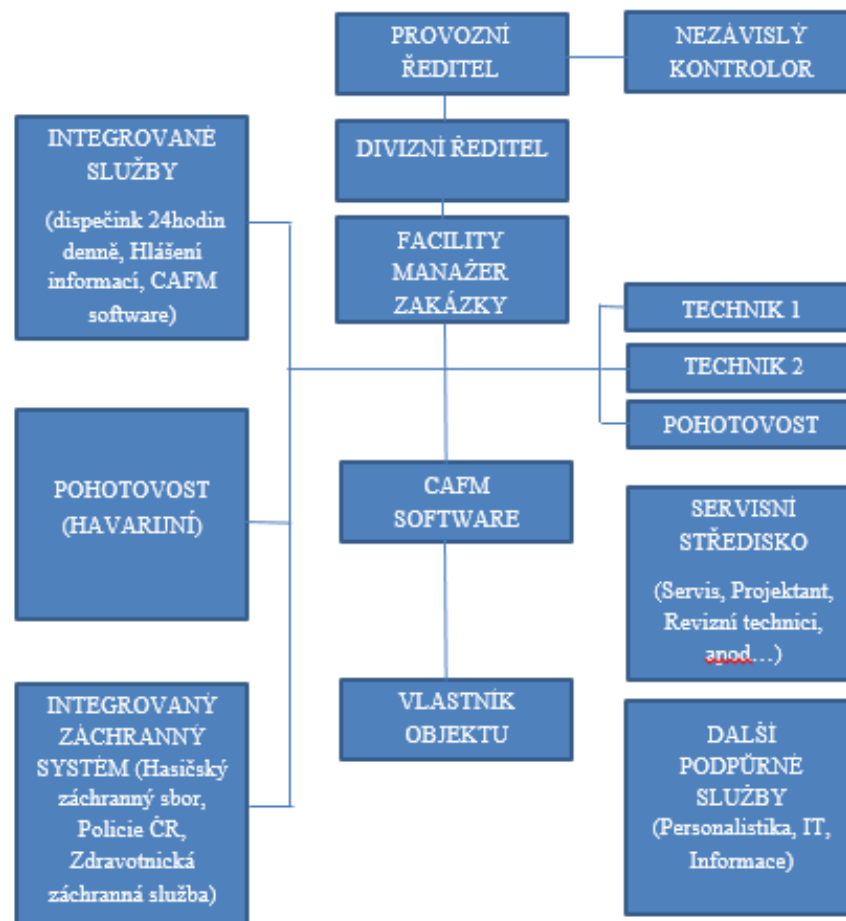 PROVOZNÍ
ŘEDITEL
NEZÁVISLÝ
KONTROLOR
INTEGROVANÉ
SLUŽBY
(dispečink 24hodin
denně, Hlášení
informací, CAFM
software)
DIVIZNÍ ŘEDITEL
FACILITY
MANAŽER
ZAKÁZKY
TECHNIK 1
TECHNIK 2
POHOTOVOST
POHOTOVOST
(HAVARIJNÍ)
CAFM
SOFTWARE
SERVISNÍ
STŘEDISKO
(Servis, Projektant,
Revizní technici,
apod…)
INTEGROVANÝ
ZÁCHRANNÝ
SYSTÉM (Hasičský
záchranný sbor,
Policie ČR,
Zdravotnická
záchranná služba)
VLASTNÍK
OBJEKTU
DALŠÍ
PODPŮRNÉ
SLUŽBY
(Personalistika, IT,
Informace)